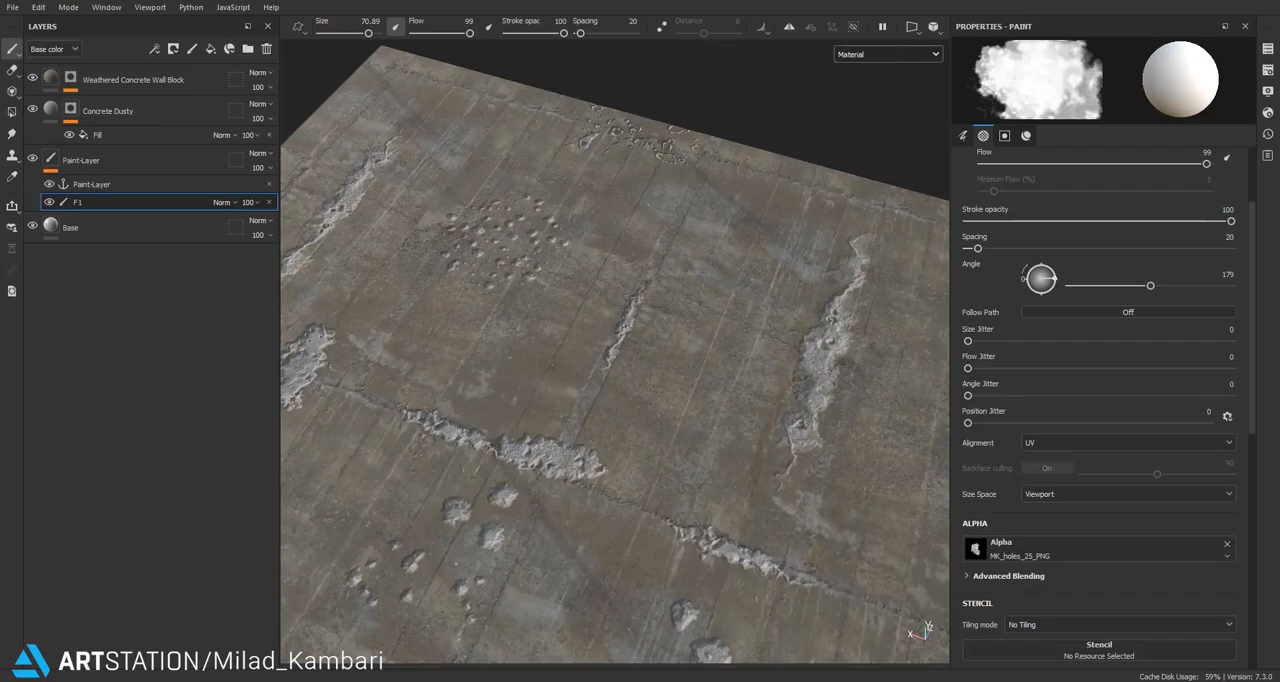 File Edit Mode Window Viewport Python JavaScript Help
LAYERS
Base color
Norm
Weathered Concrete Wall Block
100
Norm
Concrete Dusty
100
Fill Norm 100
Norm
Paint-Layer
100
Paint-Layer
F1 Norm 100
Norm
Base
100
Size 70.89 Flow 99 Stroke opac 100 Spacing 20 Distance 8
Material
PROPERTIES - PAINT
Flow 99
Minimum Flow (%) 5
Stroke opacity 100
Spacing 20
Angle 179
Follow Path Off
Size Jitter 0
Flow Jitter 0
Angle Jitter 0
Position Jitter 0
Alignment UV
Backface culling On 90
Size Space Viewport
ALPHA
Alpha
MK_holes_25_PNG
Advanced Blending
STENCIL
Tiling mode No Tiling
Stencil
No Resource Selected
X Y Z
ARTSTATION/Milad_Kambari
Cache Disk Usage: 59% | Version: 7.3.0